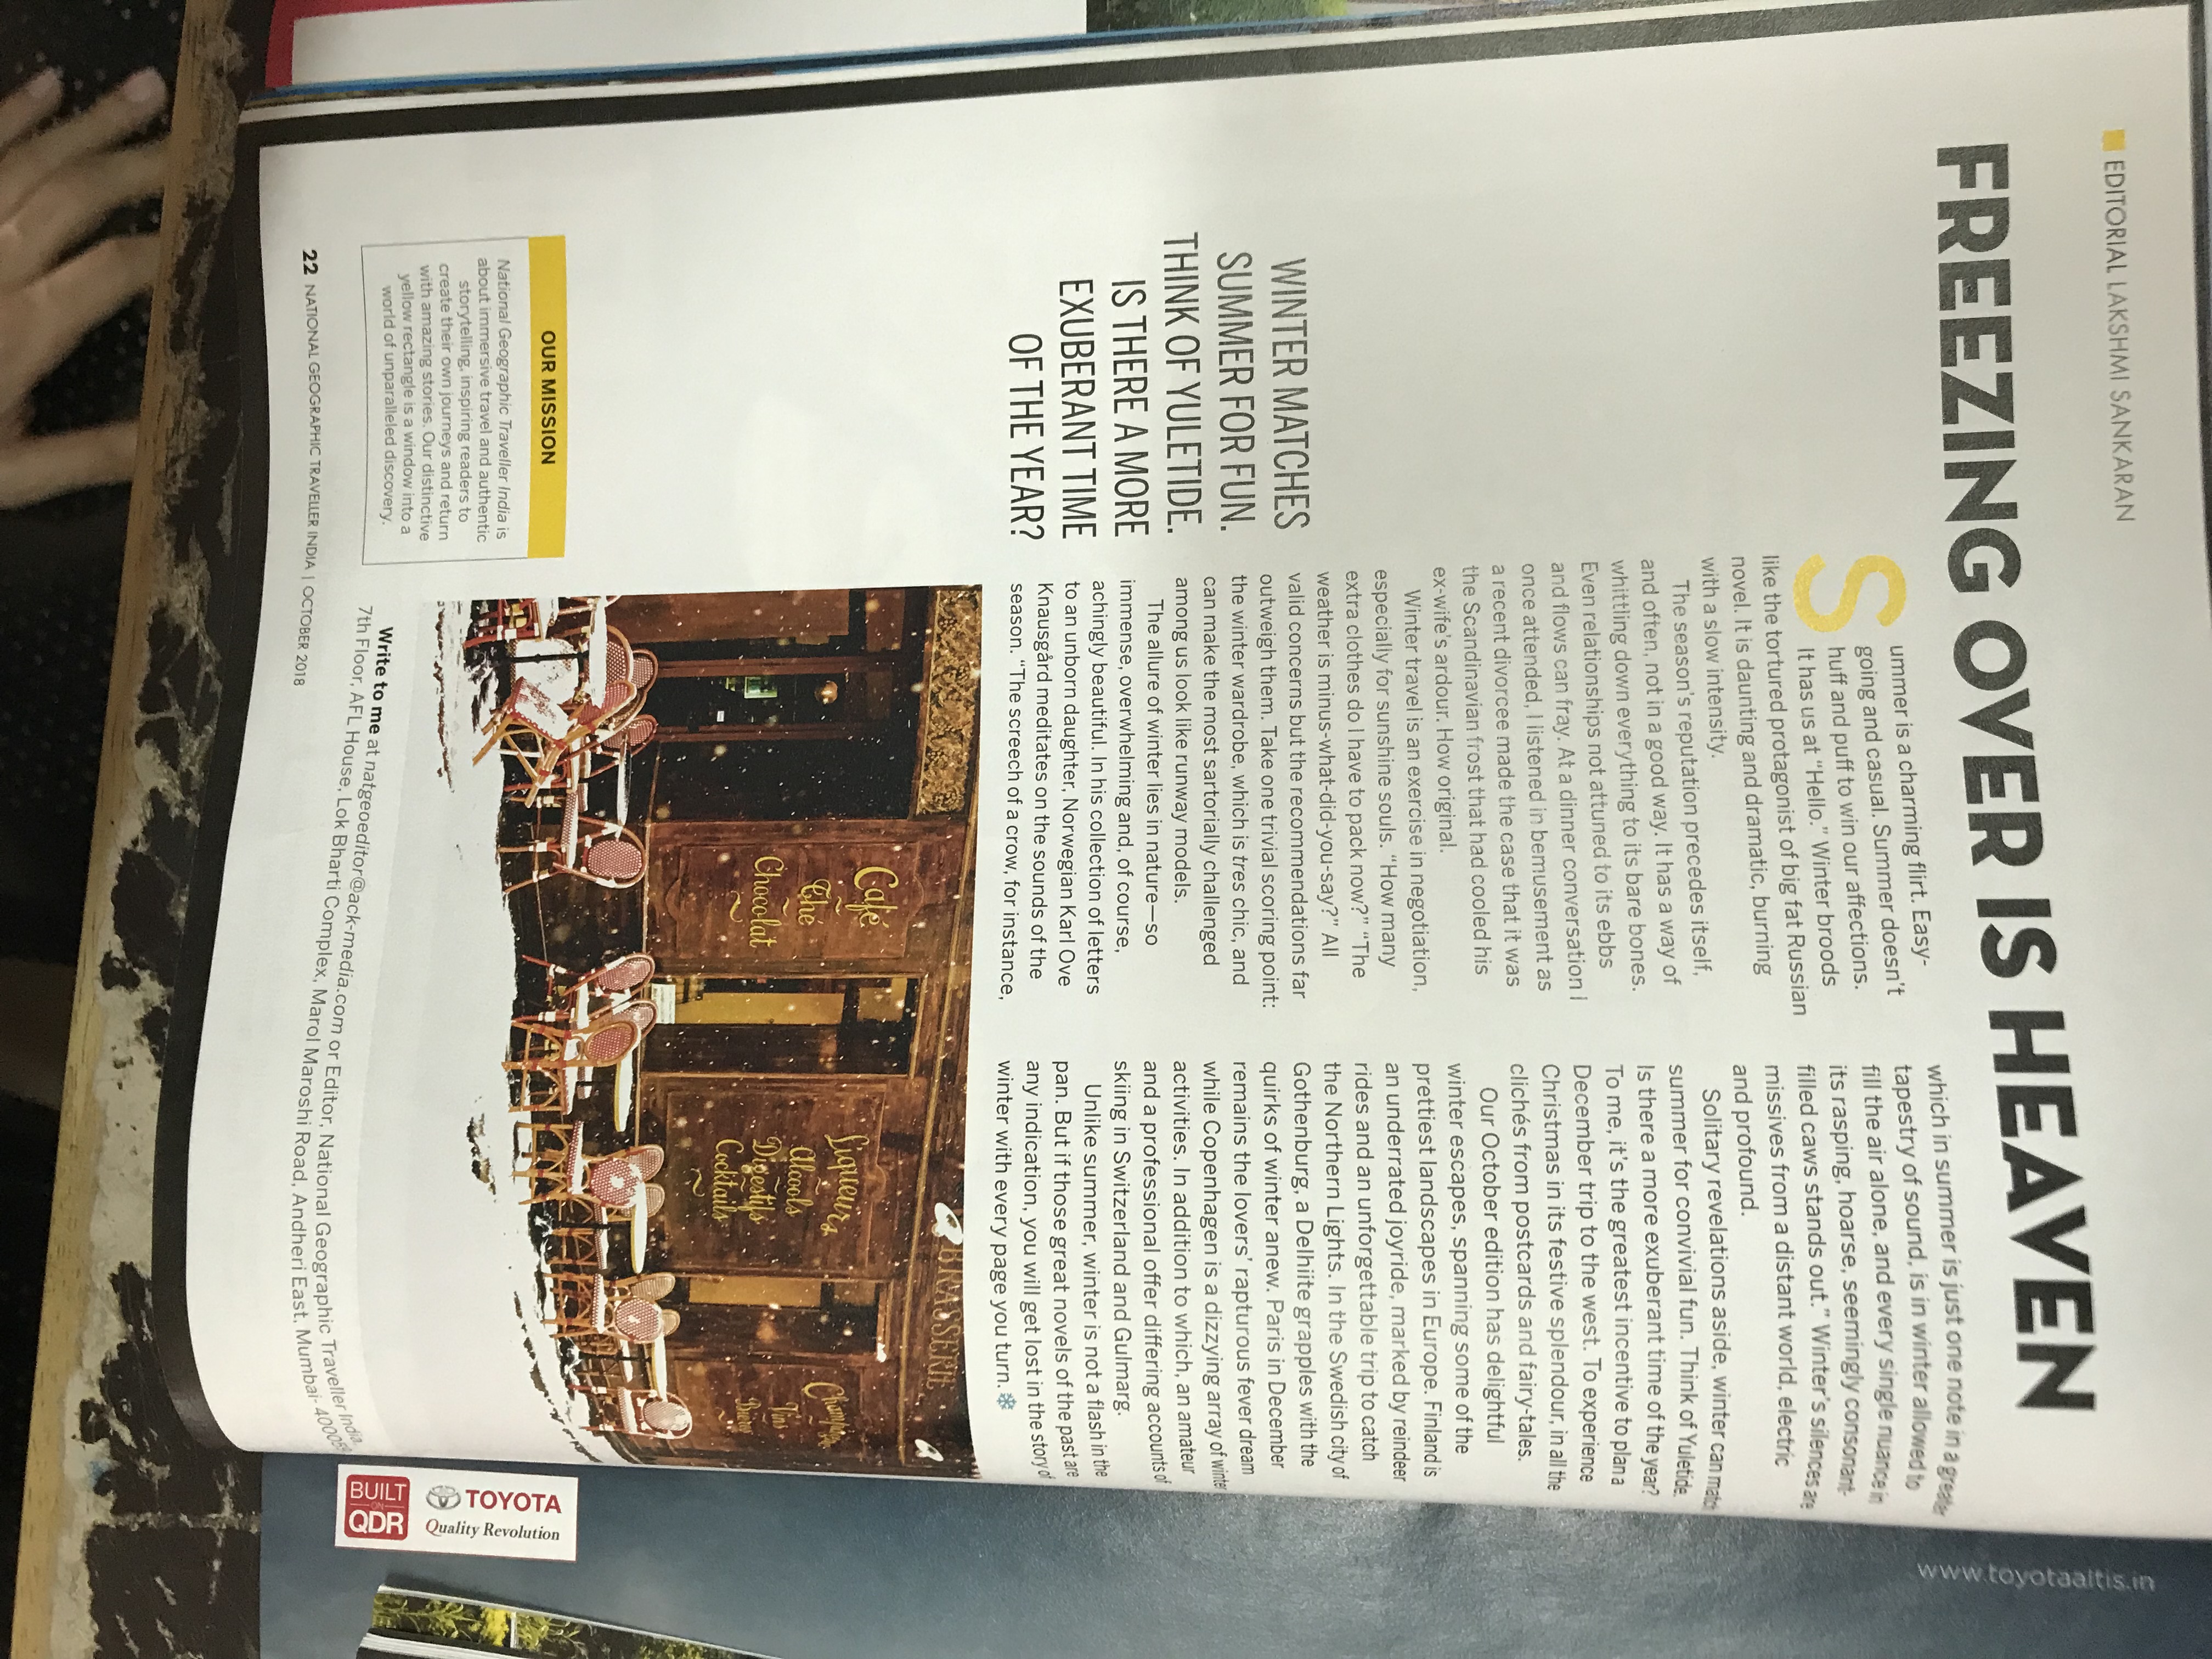 EDITORIAL LAKSHMI SANKARAN
FREEZING OVER IS HEAVEN
Summer is a charming flirt. Easy-
going and casual. Summer doesn't
huff and puff to win our affections.
It has us at “Hello.” Winter broods
like the tortured protagonist of big fat Russian
novel. It is daunting and dramatic, burning
with a slow intensity.
The season's reputation precedes itself,
and often, not in a good way. It has a way of
whittling down everything to its bare bones.
Even relationships not attuned to its ebbs
and flows can fray. At a dinner conversation I
once attended, I listened in bemusement as
a recent divorcee made the case that it was
the Scandinavian frost that had cooled his
ex-wife's ardour. How original.
Winter travel is an exercise in negotiation,
especially for sunshine souls. “How many
extra clothes do I have to pack now?” “The
weather is minus-what-did-you-say?” All
valid concerns but the recommendations far
outweigh them. Take one trivial scoring point:
the winter wardrobe, which is tres chic, and
can make the most sartorially challenged
among us look like runway models.
The allure of winter lies in nature—so
immense, overwhelming and, of course,
achingly beautiful. In his collection of letters
to an unborn daughter, Norwegian Karl Ove
Knausgård meditates on the sounds of the
season. “The screech of a crow, for instance,
which in summer is just one note in a greater
tapestry of sound, is in winter allowed to
fill the air alone, and every single nuance in
its rasping, hoarse, seemingly consonant-
filled caws stands out.” Winter's silences are
missives from a distant world, electric
and profound.
Solitary revelations aside, winter can match
summer for convivial fun. Think of Yuletide.
Is there a more exuberant time of the year?
To me, it's the greatest incentive to plan a
December trip to the west. To experience
Christmas in its festive splendour, in all the
clichés from postcards and fairy-tales.
Our October edition has delightful
winter escapes, spanning some of the
prettiest landscapes in Europe. Finland is
an underrated joyride, marked by reindeer
rides and an unforgettable trip to catch
the Northern Lights. In the Swedish city of
Gothenburg, a Delhiite grapples with the
quirks of winter anew. Paris in December
remains the lovers' rapturous fever dream
while Copenhagen is a dizzying array of winter
activities. In addition to which, an amateur
and a professional offer differing accounts of
skiing in Switzerland and Gulmarg.
Unlike summer, winter is not a flash in the
pan. But if those great novels of the past are
any indication, you will get lost in the story of
winter with every page you turn.
WINTER MATCHES
SUMMER FOR FUN.
THINK OF YULETIDE.
IS THERE A MORE
EXUBERANT TIME
OF THE YEAR?
BRASSERIE
Café
Thé
Chocolat
Liqueurs
Alcools
Digestifs
Cocktails
Vins
OUR MISSION
National Geographic Traveller India is
about immersive travel and authentic
storytelling, inspiring readers to
create their own journeys and return
with amazing stories. Our distinctive
yellow rectangle is a window into a
world of unparalleled discovery.
Write to me at natgeoeditor@ack-media.com or Editor, National Geographic Traveller India,
7th Floor, AFL House, Lok Bharti Complex, Marol Maroshi Road, Andheri East, Mumbai- 400059
22 NATIONAL GEOGRAPHIC TRAVELLER INDIA | OCTOBER 2018
www.toyotaaltis.in
TOYOTA
Quality Revolution
BUILT
ON
QDR